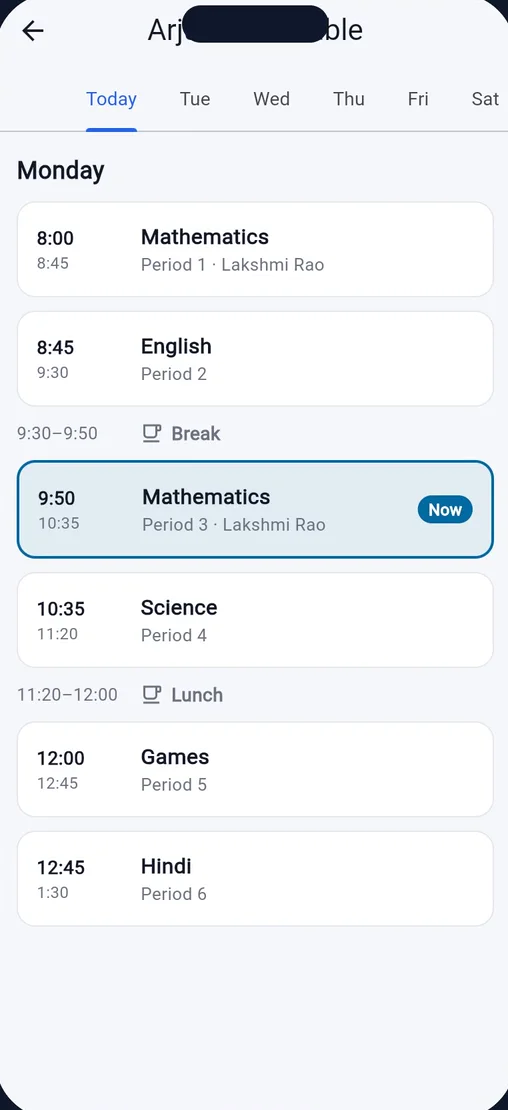 Today Tue Wed Thu Fri Sat
Monday
8:00 Mathematics
8:45 Period 1 · Lakshmi Rao
8:45 English
9:30 Period 2
9:30–9:50 Break
9:50 Mathematics
10:35 Period 3 · Lakshmi Rao
Now
10:35 Science
11:20 Period 4
11:20–12:00 Lunch
12:00 Games
12:45 Period 5
12:45 Hindi
1:30 Period 6